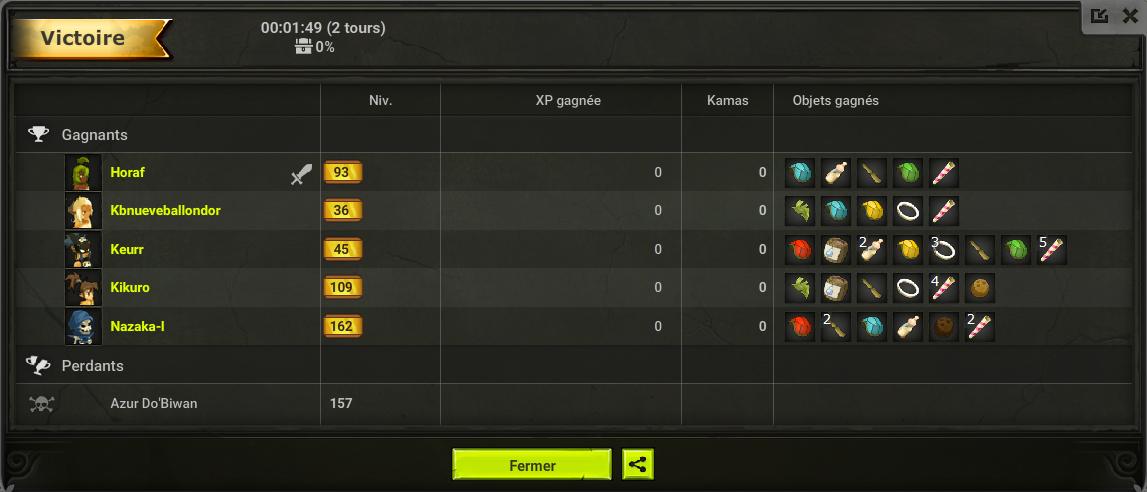 Victoire
00:01:49 (2 tours)
0%
Niv. XP gagnée Kamas Objets gagnés
Gagnants
Horaf 93 0 0
Kbnueveballondor 36 0 0
Keurr 45 0 0 2 3 5
Kikuro 109 0 0 4
Nazaka-I 162 0 0 2 2
Perdants
Azur Do'Biwan 157
Fermer